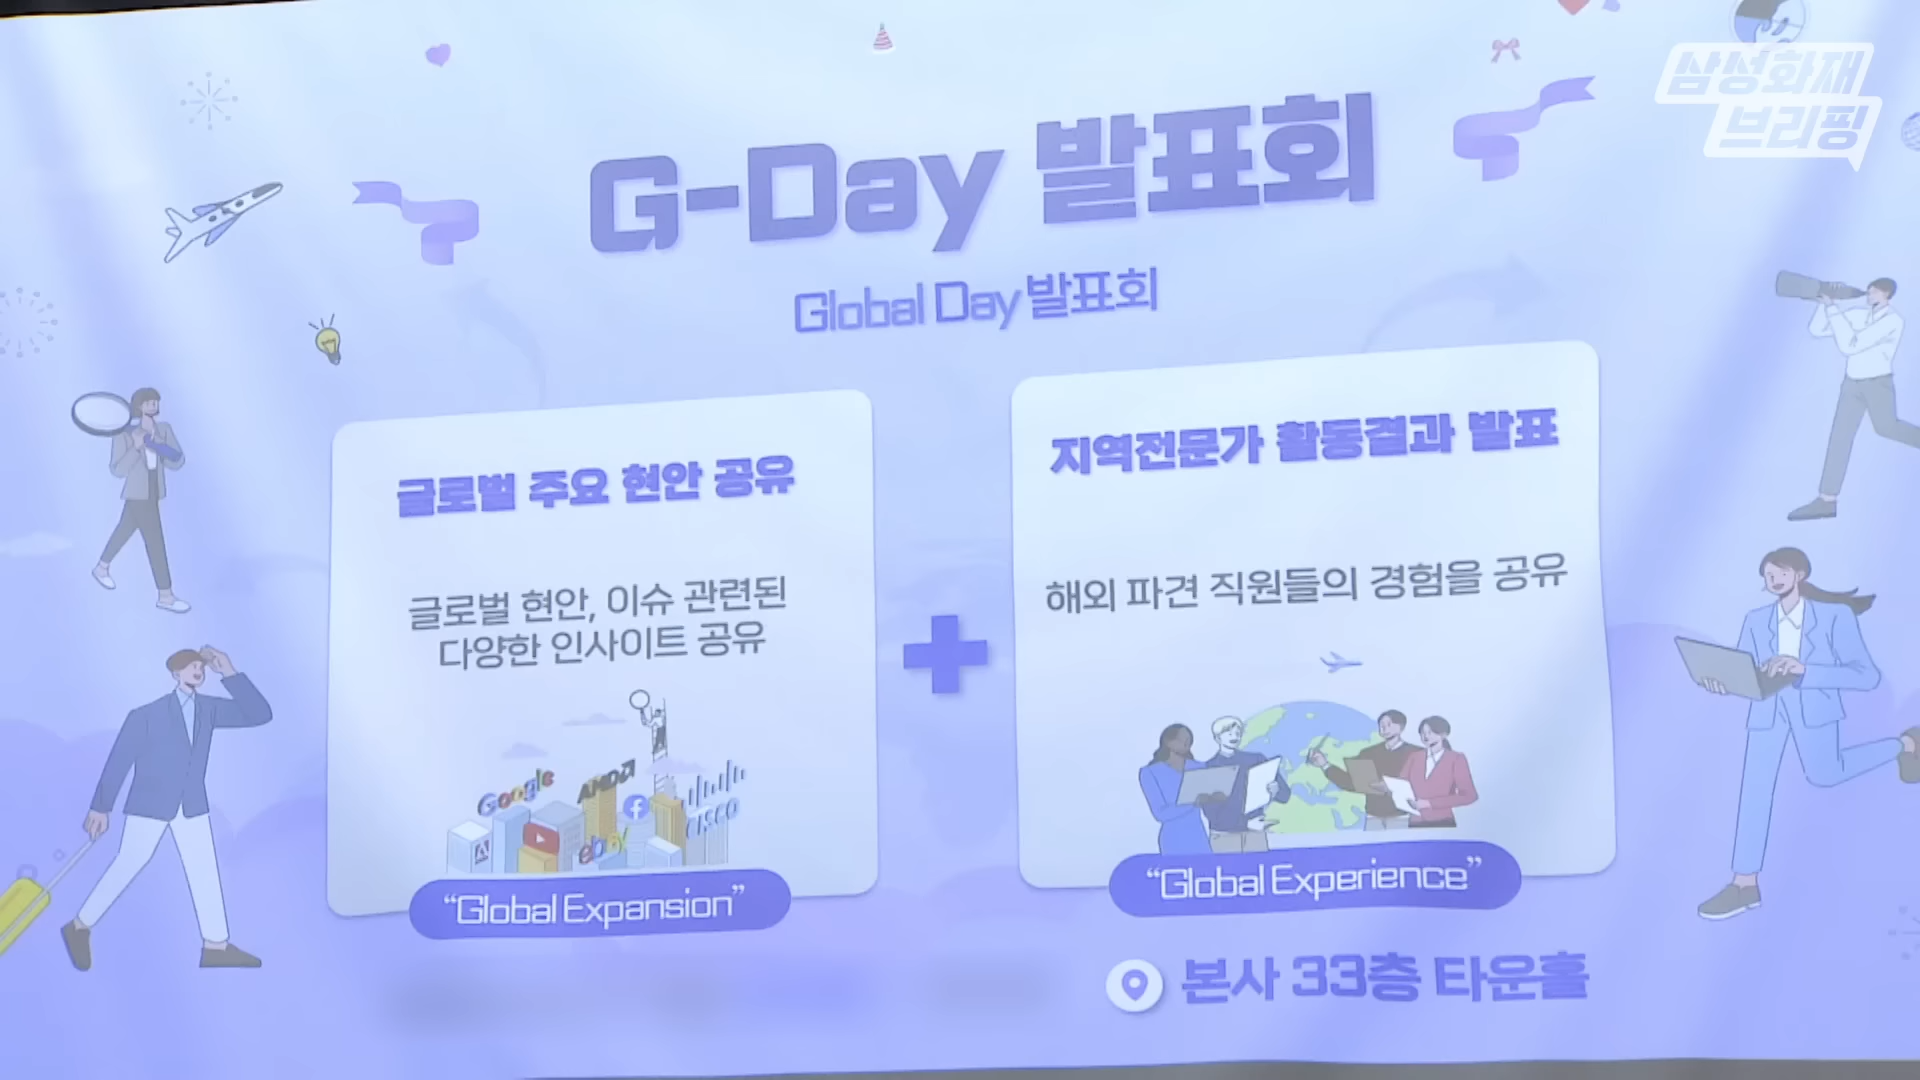 삼성화재
브리핑
G-Day 발표회
Global Day 발표회
글로벌 주요 현안 공유
글로벌 현안, 이슈 관련된
다양한 인사이트 공유
Google
AMD
ebay
CISCO
"Global Expansion"
지역전문가 활동결과 발표
해외 파견 직원들의 경험을 공유
"Global Experience"
본사 33층 타운홀